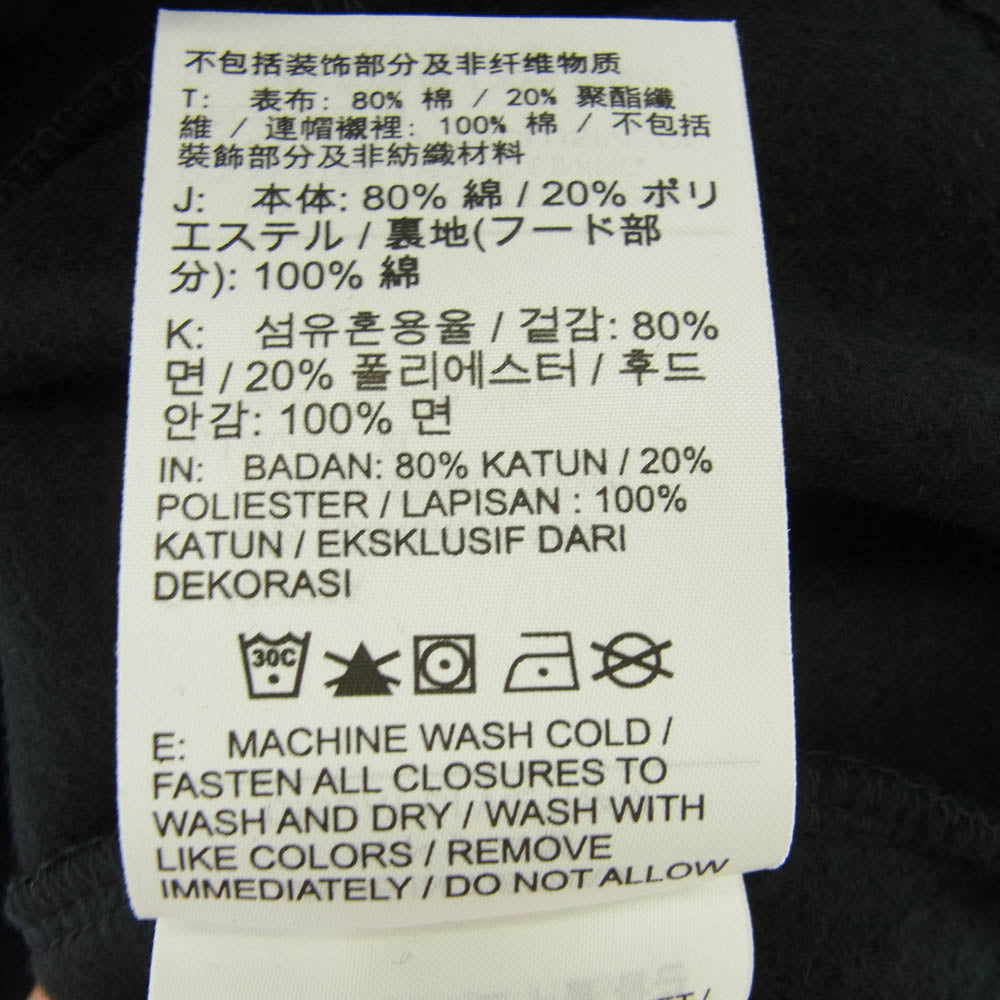 不包括装饰部分及非纤维物质
T: 表布: 80% 棉 / 20% 聚酯纖
維 / 連帽襯裡: 100% 棉 / 不包括
裝飾部分及非紡織材料
J: 本体: 80% 綿 / 20% ポリ
エステル / 裏地(フード部
分): 100% 綿
K: 섬유혼용율 / 겉감: 80%
면 / 20% 폴리에스터 / 후드
안감: 100% 면
IN: BADAN: 80% KATUN / 20%
POLIESTER / LAPISAN : 100%
KATUN / EKSKLUSIF DARI
DEKORASI
30C
E: MACHINE WASH COLD /
FASTEN ALL CLOSURES TO
WASH AND DRY / WASH WITH
LIKE COLORS / REMOVE
IMMEDIATELY / DO NOT ALLOW